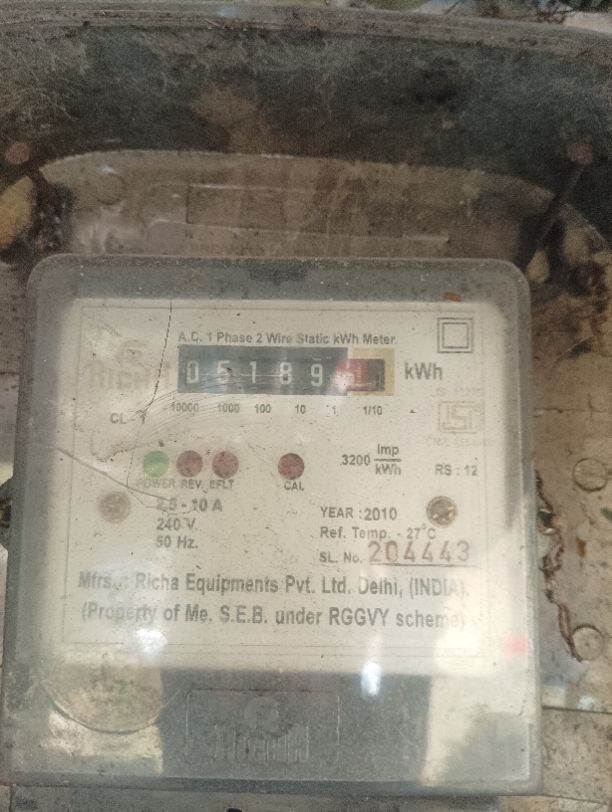 A.C. 1 Phase 2 Wire Static kWh Meter.
05189 kWh
10000 1000 100 10 1 1/10
CL - 1
3200 Imp/kWh
RS : 12
POWER REV. EFLT CAL
2.5 - 10 A
240 V.
50 Hz.
YEAR : 2010
Ref. Temp. - 27°C
SL. No. 204443
Mfrs.: Richa Equipments Pvt. Ltd. Delhi, (INDIA).
(Property of Me. S.E.B. under RGGVY scheme)